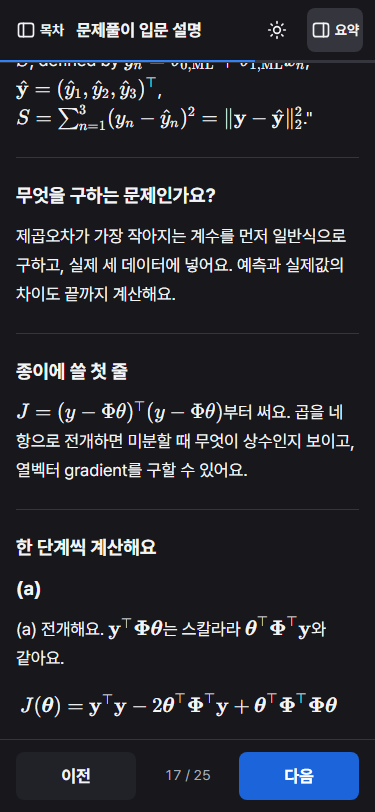 목차 문제풀이 입문 설명 요약
ŷ = (ŷ₁, ŷ₂, ŷ₃)⊤,
S = ∑³ₙ₌₁(yₙ − ŷₙ)² = ‖y − ŷ‖²₂."
무엇을 구하는 문제인가요?
제곱오차가 가장 작아지는 계수를 먼저 일반식으로
구하고, 실제 세 데이터에 넣어요. 예측과 실제값의
차이도 끝까지 계산해요.
종이에 쓸 첫 줄
J = (y − Φθ)⊤(y − Φθ)부터 써요. 곱을 네
항으로 전개하면 미분할 때 무엇이 상수인지 보이고,
열벡터 gradient를 구할 수 있어요.
한 단계씩 계산해요
(a)
(a) 전개해요. y⊤Φθ는 스칼라라 θ⊤Φ⊤y와
같아요.
J(θ) = y⊤y − 2θ⊤Φ⊤y + θ⊤Φ⊤Φθ
이전 17 / 25 다음